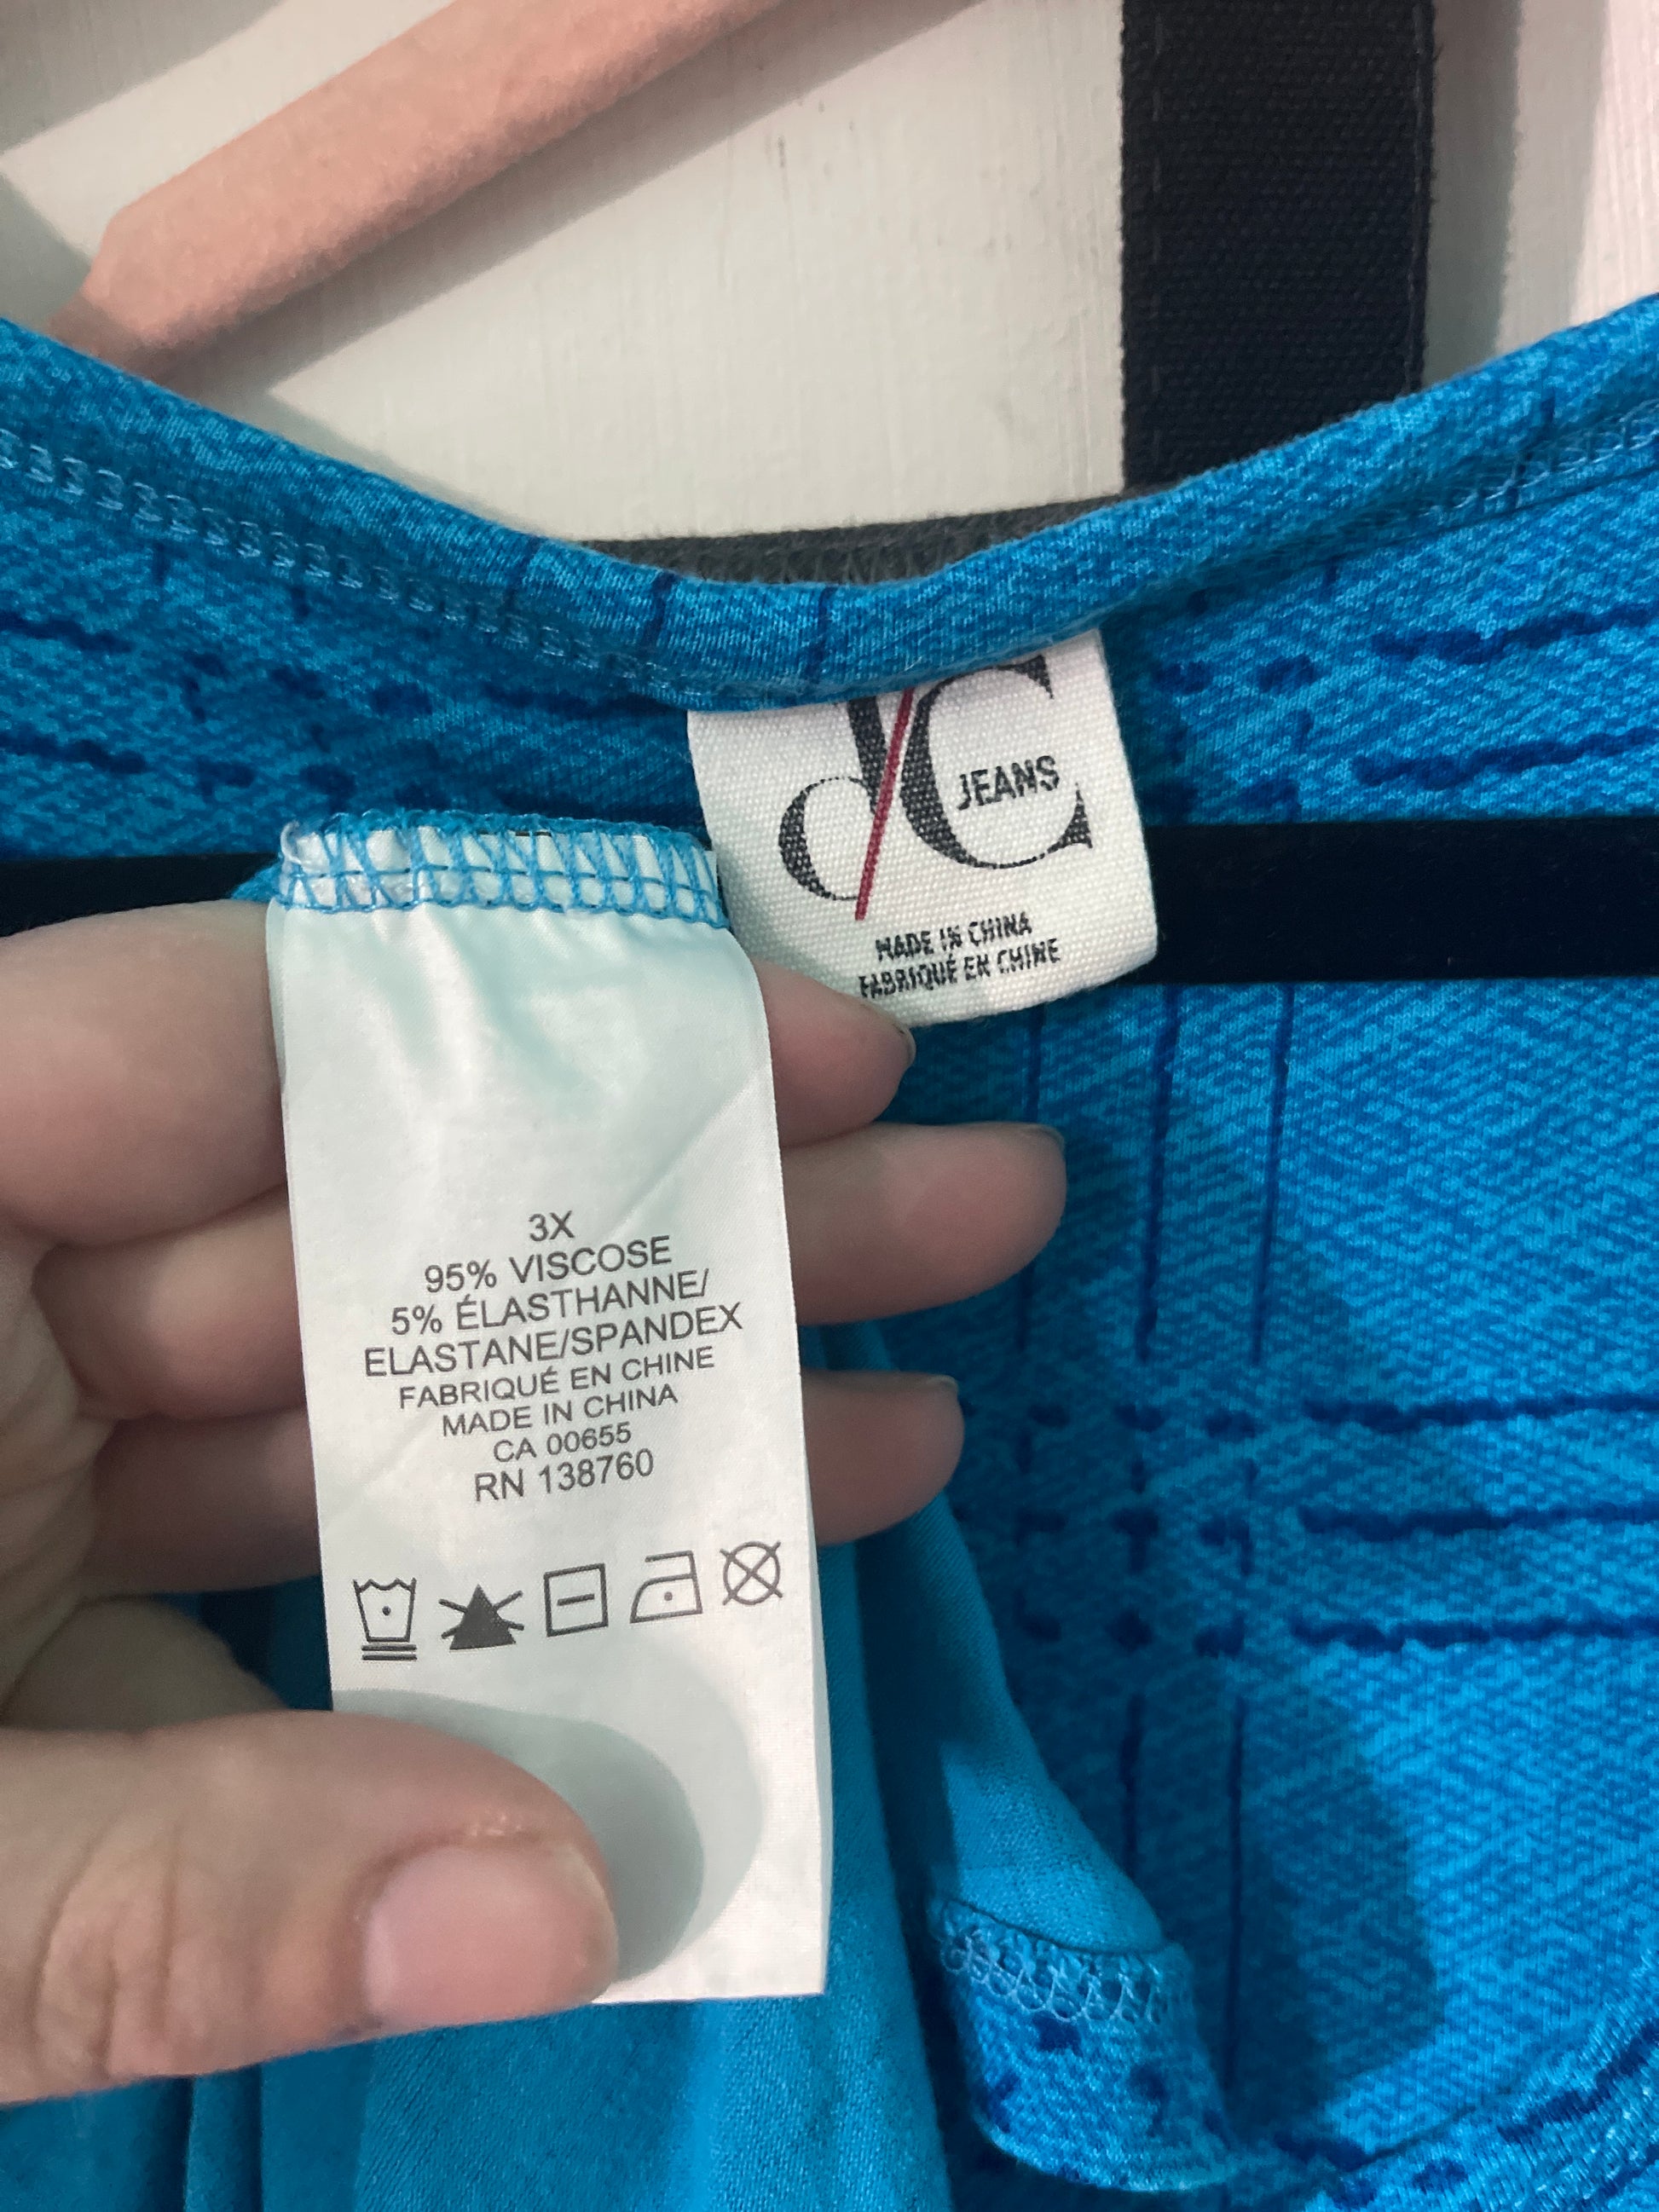 d/C
JEANS
MADE IN CHINA
FABRIQUÉ EN CHINE
3X
95% VISCOSE
5% ÉLASTHANNE/
ELASTANE/SPANDEX
FABRIQUÉ EN CHINE
MADE IN CHINA
CA 00655
RN 138760